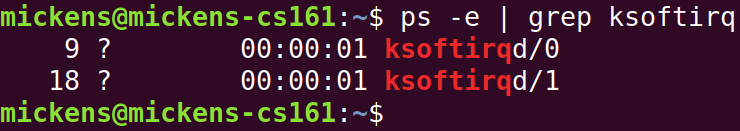 mickens@mickens-cs161:~$ ps -e | grep ksoftirq
    9 ?        00:00:01 ksoftirqd/0
   18 ?        00:00:01 ksoftirqd/1
mickens@mickens-cs161:~$